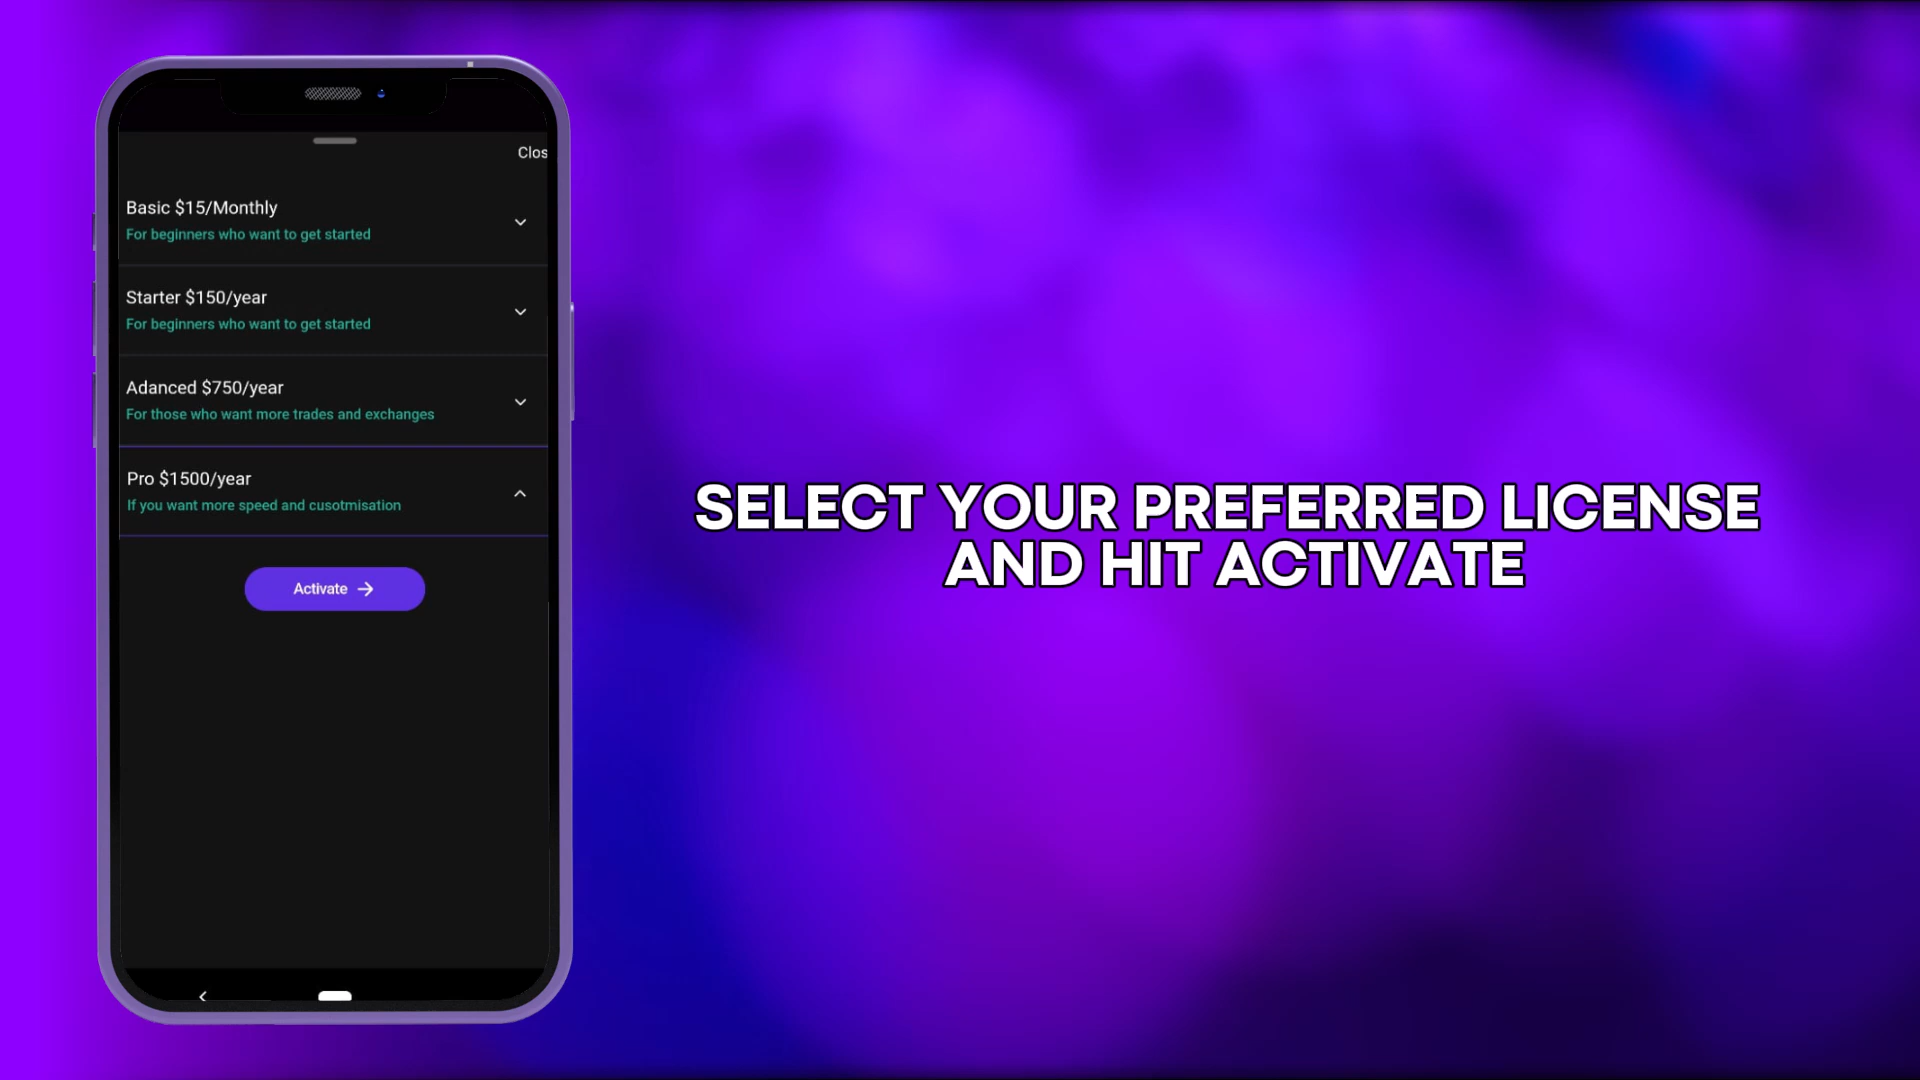 Clos
Basic $15/Monthly
For beginners who want to get started
Starter $150/year
For beginners who want to get started
Adanced $750/year
For those who want more trades and exchanges
Pro $1500/year
If you want more speed and cusotmisation
Activate →
SELECT YOUR PREFERRED LICENSE
AND HIT ACTIVATE